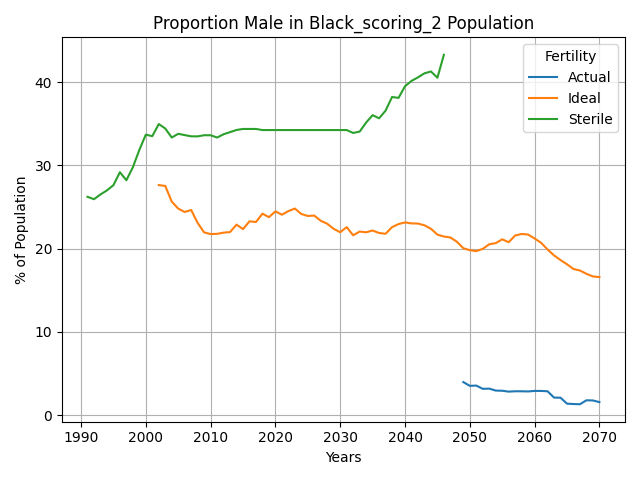 Proportion Male in Black_scoring_2 Population
% of Population
40
30
20
10
0
Fertility
Actual
Ideal
Sterile
1990 2000 2010 2020 2030 2040 2050 2060 2070
Years